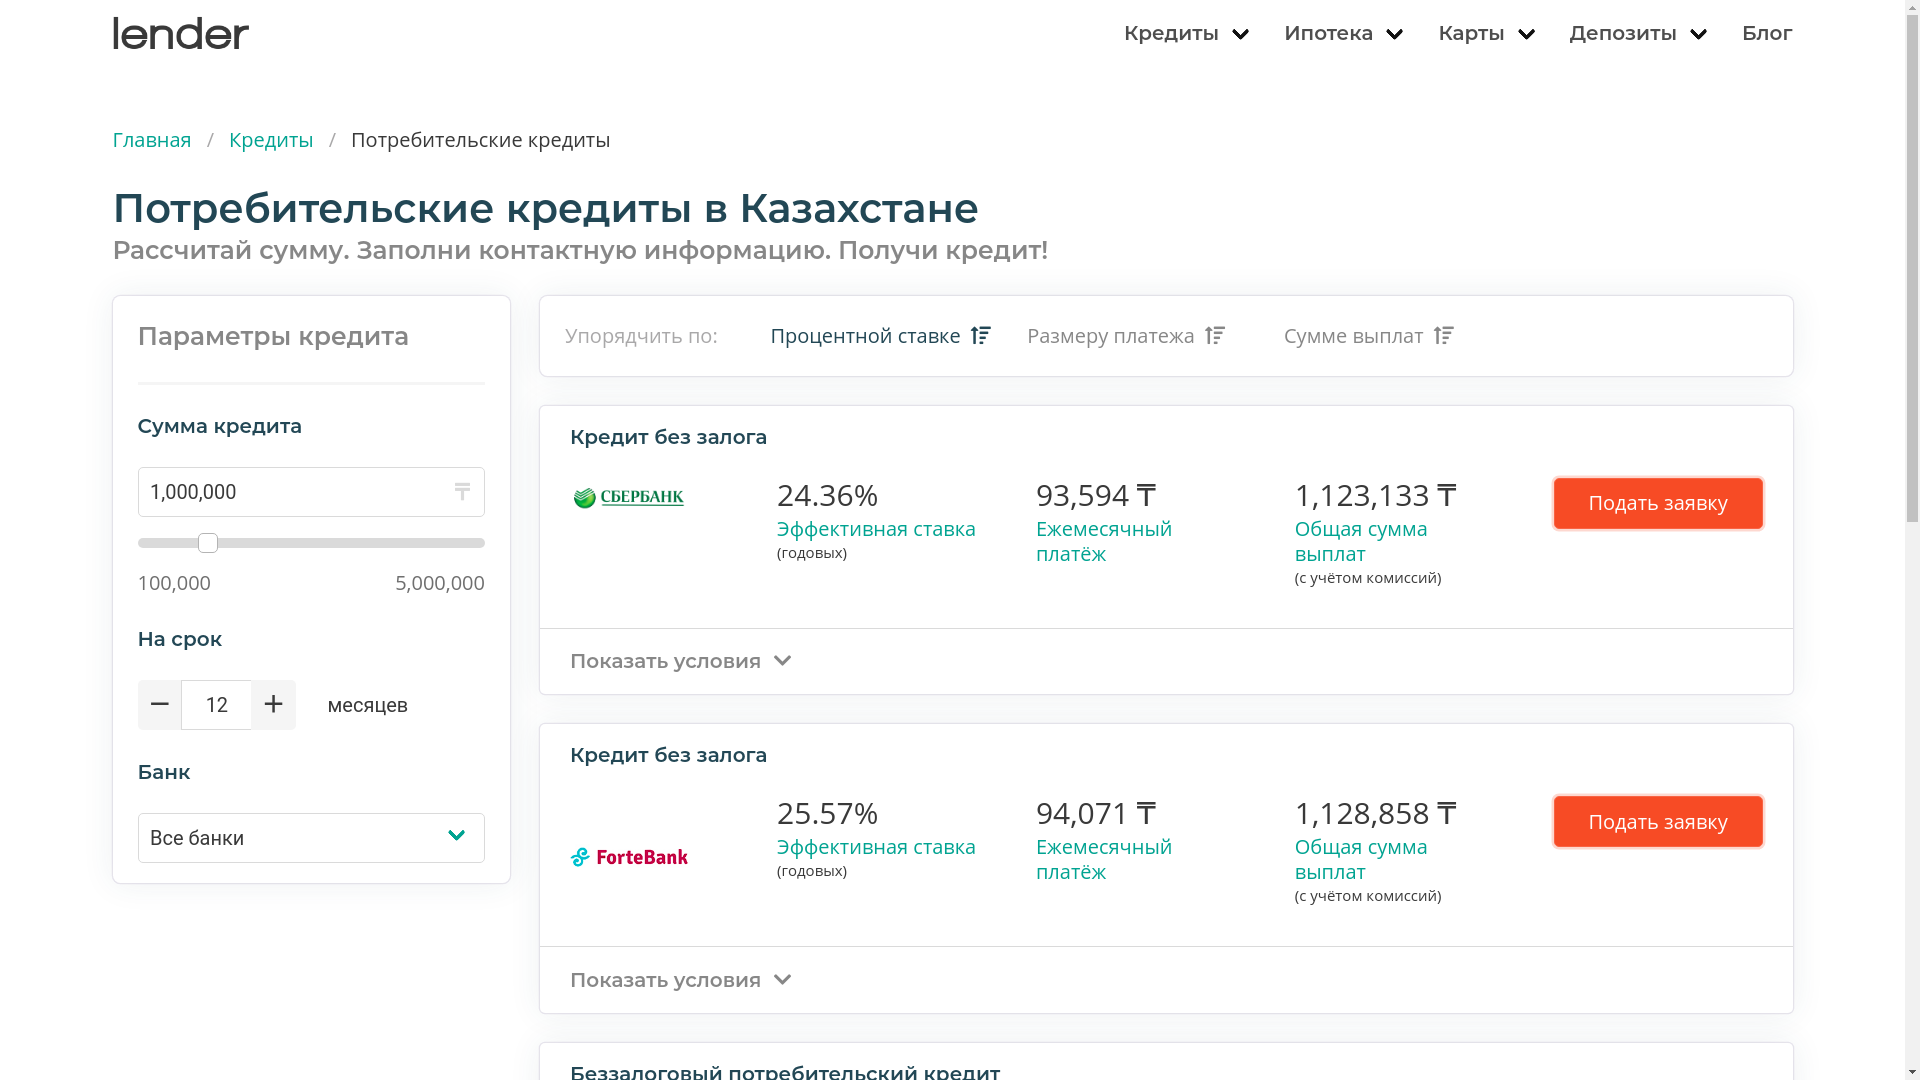 lender
Кредиты
Ипотека
Карты
Депозиты
Блог
Главная / Кредиты / Потребительские кредиты
Потребительские кредиты в Казахстане
Рассчитай сумму. Заполни контактную информацию. Получи кредит!
Параметры кредита
Сумма кредита
1,000,000 ₸
100,000 5,000,000
На срок
− 12 + месяцев
Банк
Все банки
Упорядчить по: Процентной ставке Размеру платежа Сумме выплат
Кредит без залога
СБЕРБАНК
24.36%
Эффективная ставка
(годовых)
93,594 ₸
Ежемесячный
платёж
1,123,133 ₸
Общая сумма
выплат
(с учётом комиссий)
Подать заявку
Показать условия
Кредит без залога
ForteBank
25.57%
Эффективная ставка
(годовых)
94,071 ₸
Ежемесячный
платёж
1,128,858 ₸
Общая сумма
выплат
(с учётом комиссий)
Подать заявку
Показать условия
Беззалоговый потребительский кредит